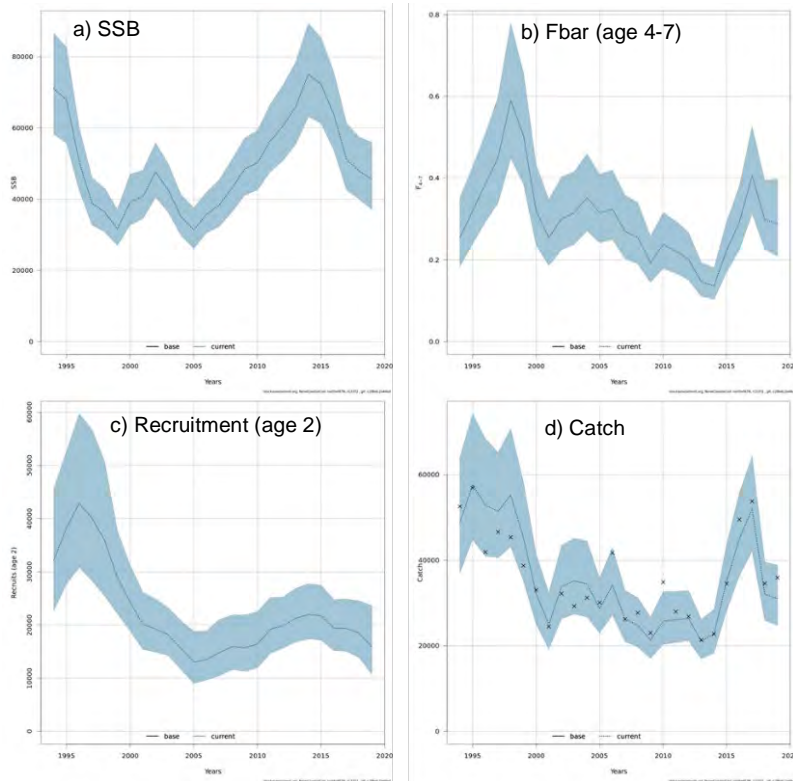 a) SSB
80000
60000
40000
20000
0
SSB
base current
1995 2000 2005 2010 2015 2020
Years
b) Fbar (age 4-7)
0.8
0.6
0.4
0.2
0.0
base current
1995 2000 2005 2010 2015 2020
Years
c) Recruitment (age 2)
60000
50000
40000
30000
20000
10000
0
Recruits (age 2)
base current
1995 2000 2005 2010 2015 2020
Years
d) Catch
60000
40000
20000
0
Catch
base current
1995 2000 2005 2010 2015 2020
Years